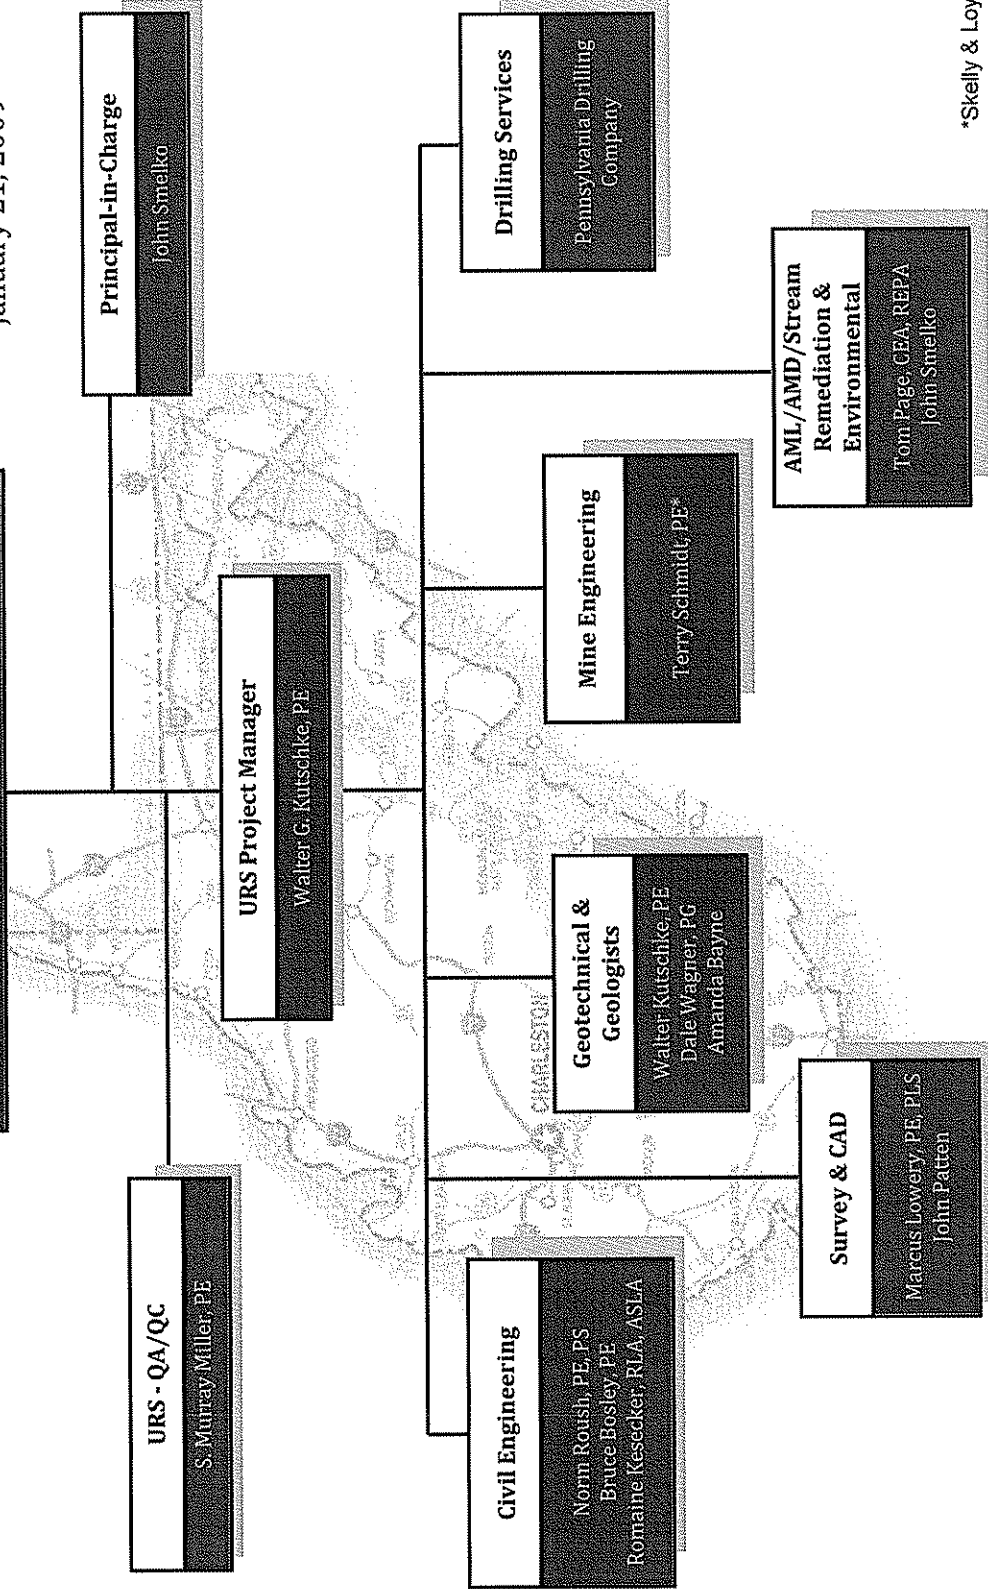 January 21, 2009
Principal-in-Charge
John Smelko
URS - QA/QC
S. Murray Miller, PE
URS Project Manager
Walter G. Kutschke, PE
Civil Engineering
Norm Roush, PE, PS
Bruce Bosley, PE
Romaine Kesecker, RLA, ASLA
Survey & CAD
Marcus Lowery, PE, PLS
John Patten
Geotechnical &
Geologists
Walter Kutschke, PE
Dale Wagner, PG
Amanda Bayne
Mine Engineering
Terry Schmidt, PE*
AML/AMD/Stream
Remediation &
Environmental
Tom Page, CEA, REPA
John Smelko
Drilling Services
Pennsylvania Drilling
Company
CHARLESTON
*Skelly & Loy